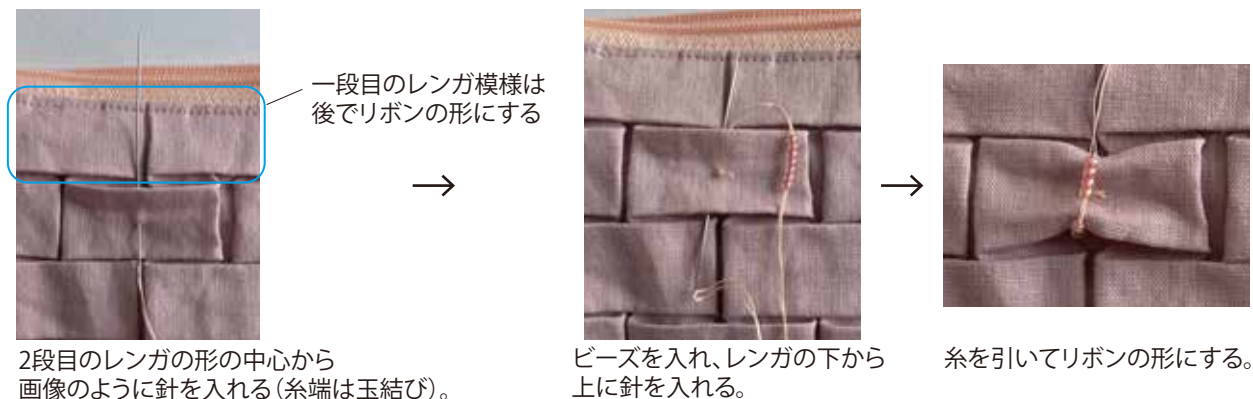 一段目のレンガ模様は
後でリボンの形にする
2段目のレンガの形の中心から
画像のように針を入れる（糸端は玉結び）。
ビーズを入れ、レンガの下から
上に針を入れる。
糸を引いてリボンの形にする。